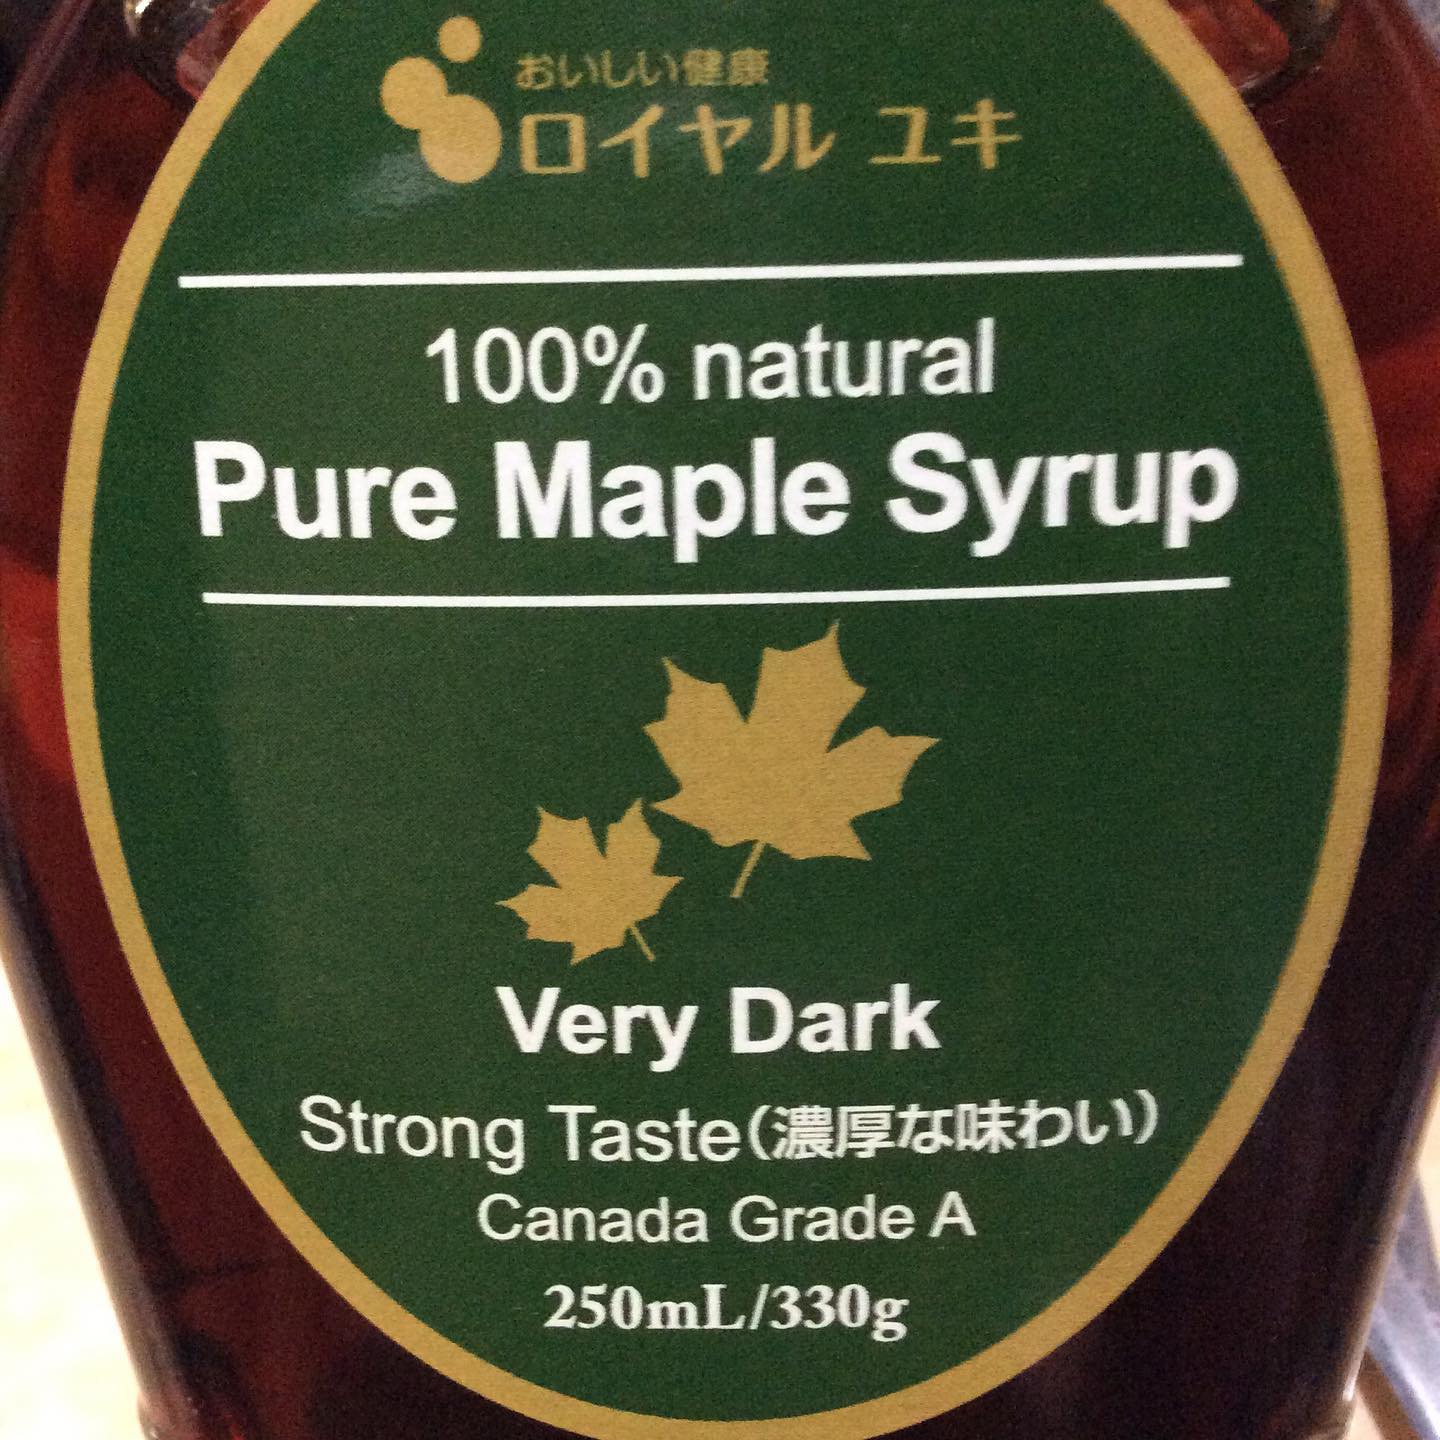 おいしい健康
ロイヤル ユキ
100% natural
Pure Maple Syrup
Very Dark
Strong Taste(濃厚な味わい)
Canada Grade A
250mL/330g